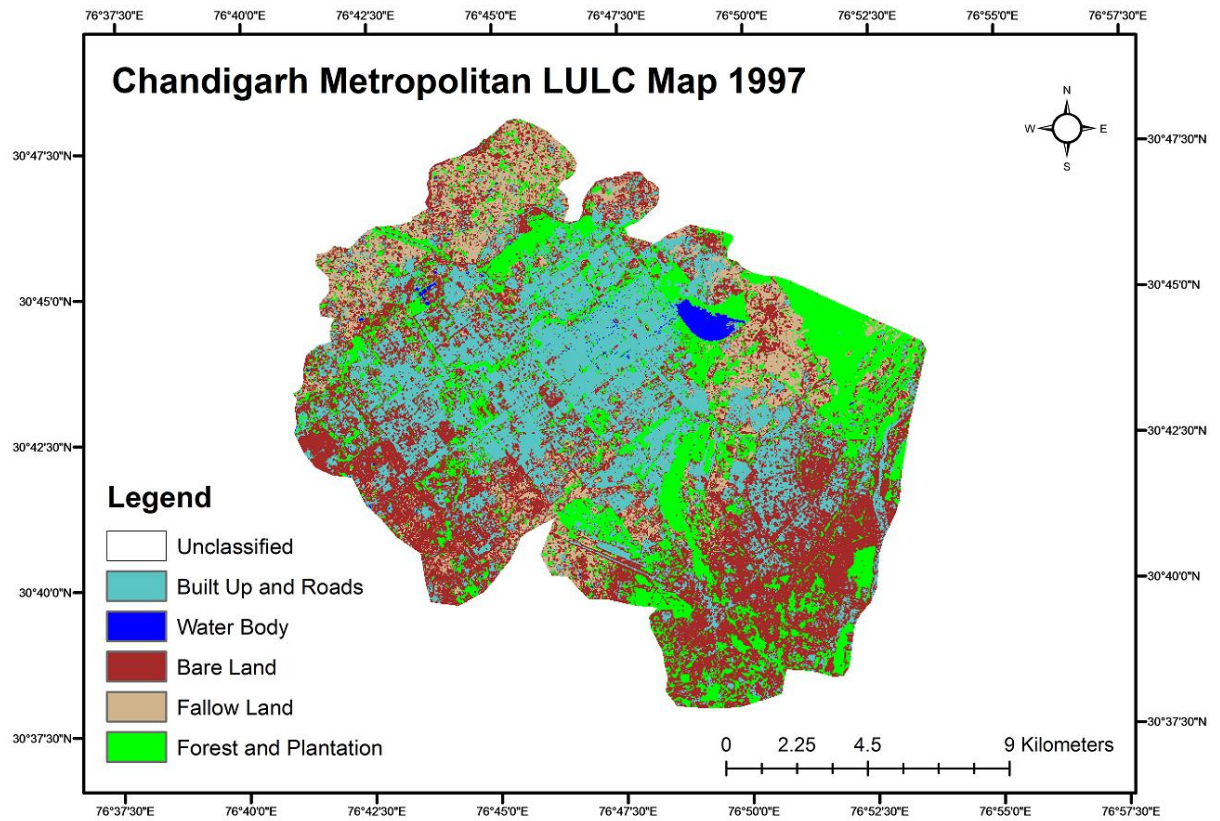 76°37'30"E 76°40'0"E 76°42'30"E 76°45'0"E 76°47'30"E 76°50'0"E 76°52'30"E 76°55'0"E 76°57'30"E
Chandigarh Metropolitan LULC Map 1997
N
W E
S
30°47'30"N 30°47'30"N
30°45'0"N 30°45'0"N
30°42'30"N 30°42'30"N
30°40'0"N 30°40'0"N
30°37'30"N 30°37'30"N
Legend
Unclassified
Built Up and Roads
Water Body
Bare Land
Fallow Land
Forest and Plantation
0 2.25 4.5 9 Kilometers
76°37'30"E 76°40'0"E 76°42'30"E 76°45'0"E 76°47'30"E 76°50'0"E 76°52'30"E 76°55'0"E 76°57'30"E